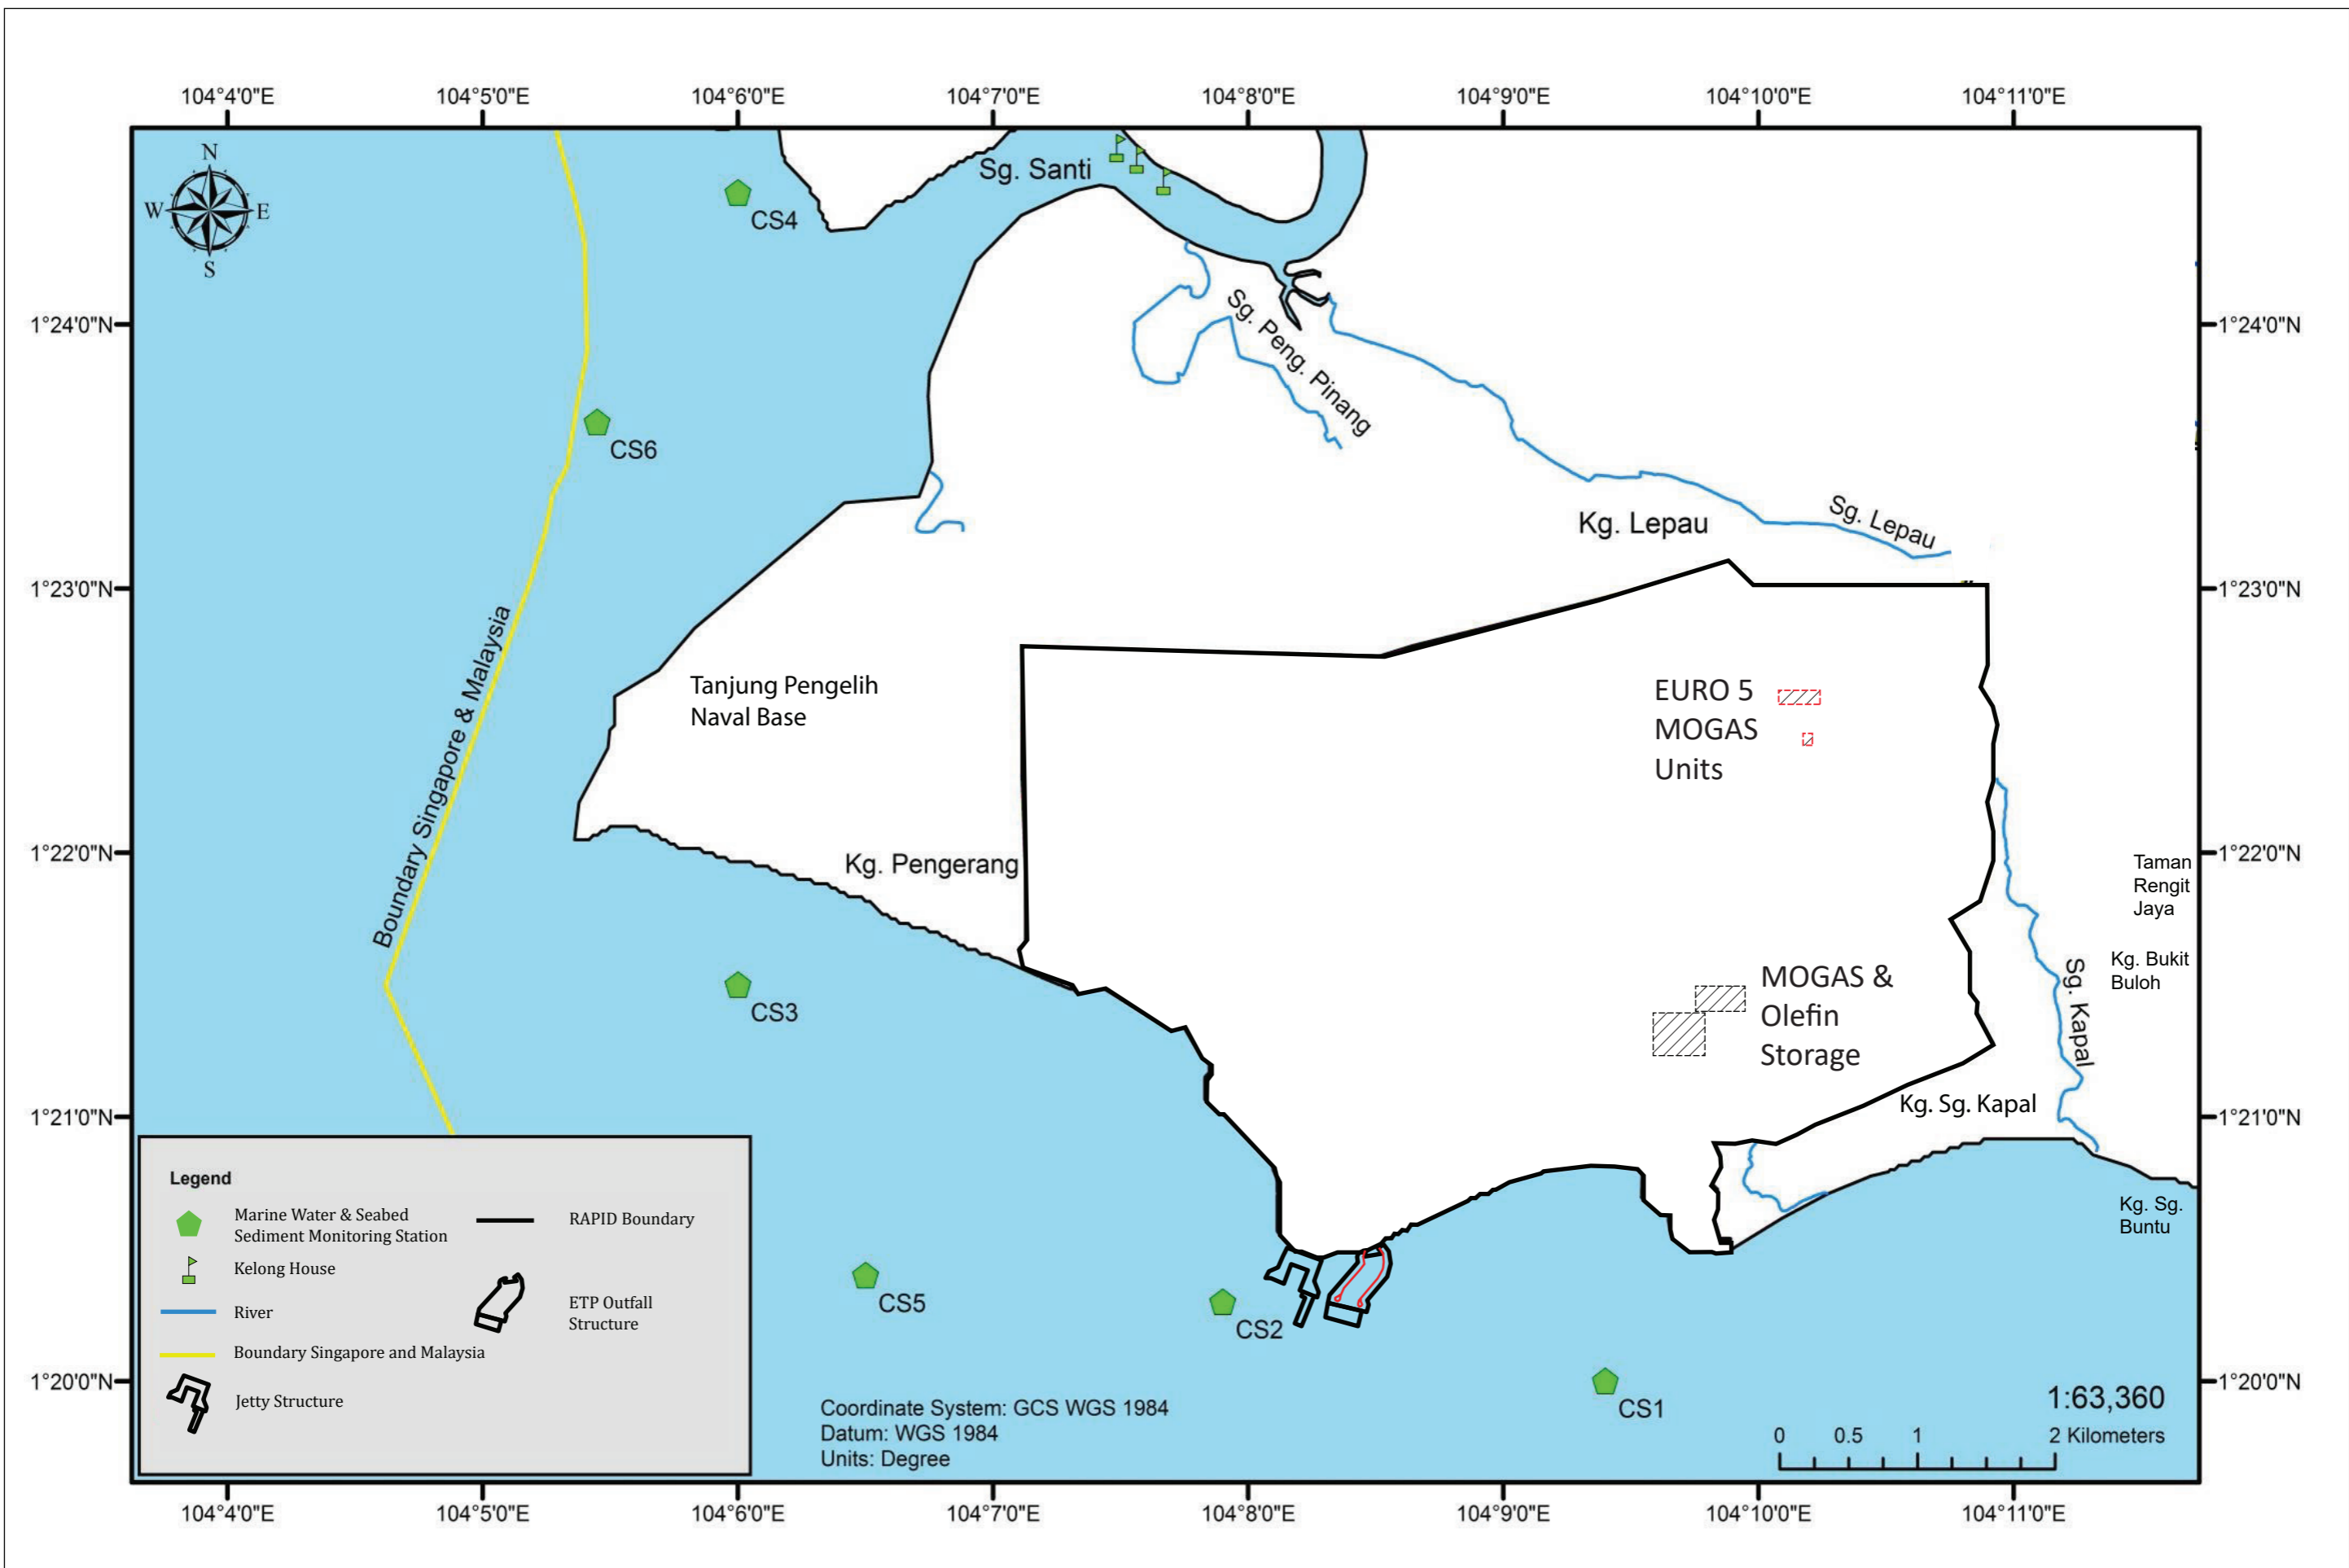 104°4'0"E
104°5'0"E
104°6'0"E
104°7'0"E
104°8'0"E
104°9'0"E
104°10'0"E
104°11'0"E
N
W
E
S
Sg. Santi
CS4
1°24'0"N
1°24'0"N
Sg. Peng. Pinang
CS6
Sg. Lepau
Kg. Lepau
1°23'0"N
1°23'0"N
Boundary Singapore & Malaysia
Tanjung Pengelih
Naval Base
EURO 5
MOGAS
Units
1°22'0"N
1°22'0"N
Kg. Pengerang
Taman
Rengit
Jaya
Kg. Bukit
Buloh
Sg. Kapal
MOGAS &
Olefin
Storage
CS3
1°21'0"N
1°21'0"N
Kg. Sg. Kapal
Kg. Sg.
Buntu
Legend
Marine Water & Seabed
Sediment Monitoring Station
Kelong House
River
Boundary Singapore and Malaysia
Jetty Structure
RAPID Boundary
ETP Outfall
Structure
CS5
CS2
CS1
1°20'0"N
1°20'0"N
Coordinate System: GCS WGS 1984
Datum: WGS 1984
Units: Degree
1:63,360
0 0.5 1 2 Kilometers
104°4'0"E
104°5'0"E
104°6'0"E
104°7'0"E
104°8'0"E
104°9'0"E
104°10'0"E
104°11'0"E